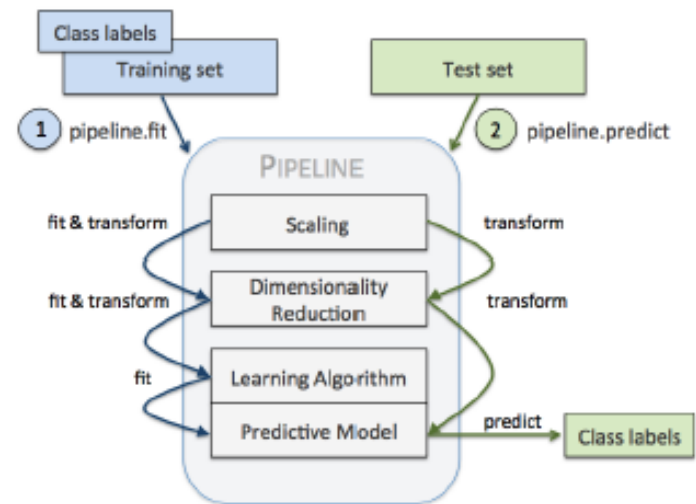 Class labels
Training set
Test set
1 pipeline.fit
2 pipeline.predict
PIPELINE
fit & transform
Scaling
transform
fit & transform
Dimensionality
Reduction
transform
fit
Learning Algorithm
Predictive Model
predict
Class labels